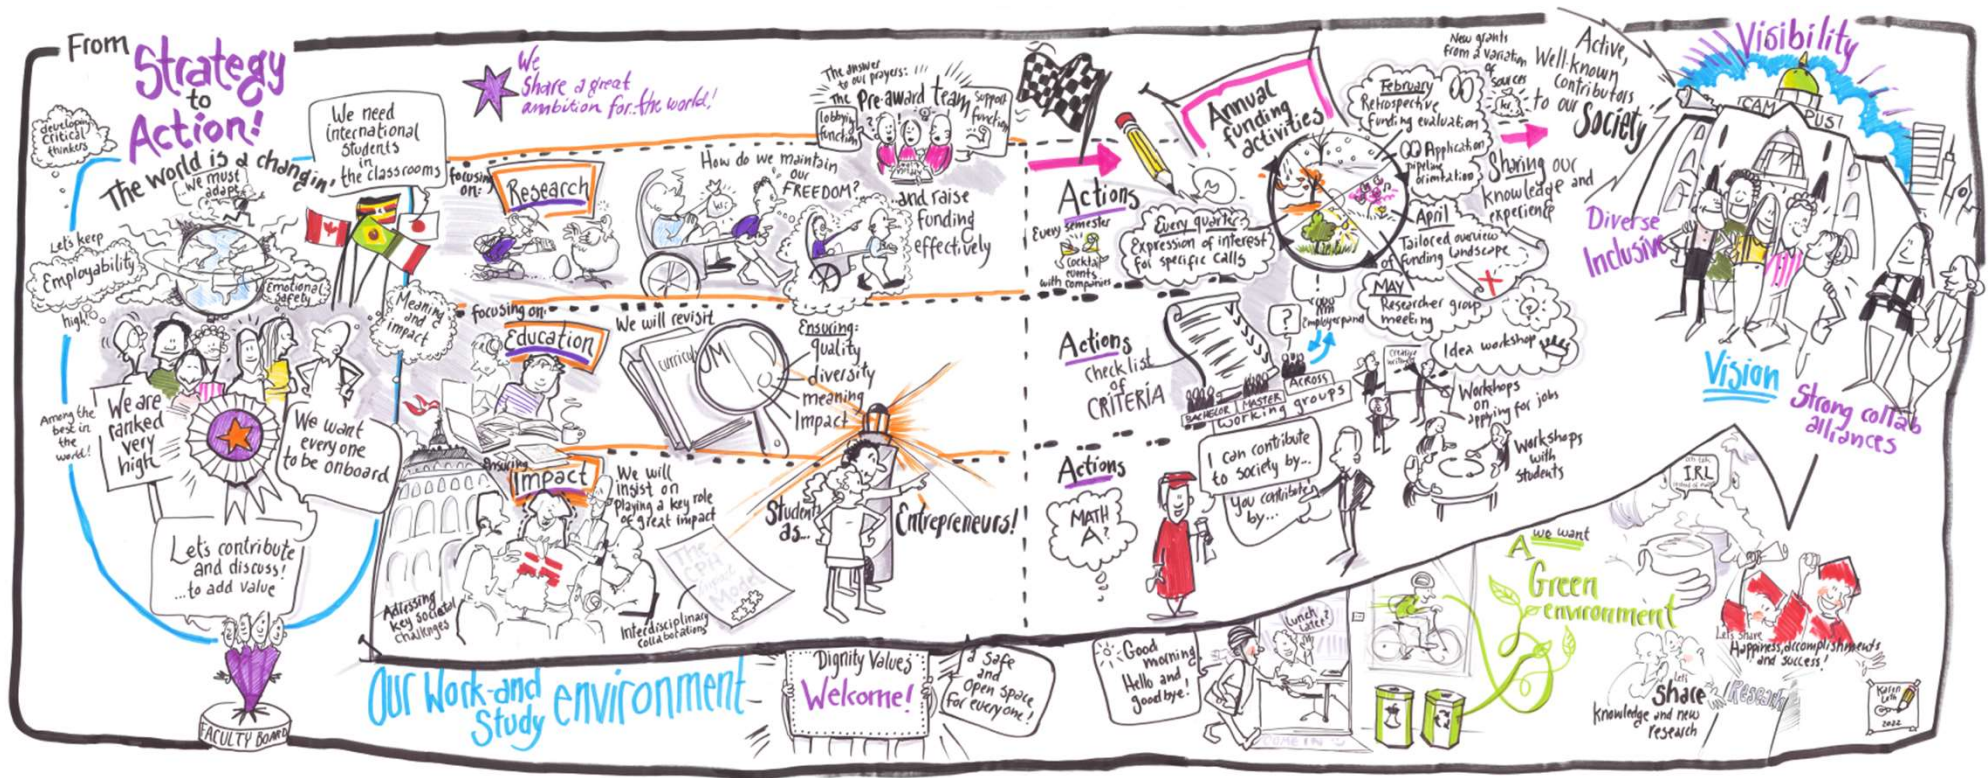 From
Strategy
to
Action!
The world is a changin'
...we must
adapt
developing
critical
thinkers
We need
international
students
in
the classrooms
Let's keep
Employability
high!
Emotional
Safety
Meaning
and
impact
Among the
best in
the
world!
We are
ranked
very
high
We want
everyone
to be onboard
Let's contribute
and discuss!
...to add value
FACULTY BOARD
We
Share a great
ambition for the world!
focusing
on:
Research
How do we maintain
our
FREEDOM?
The answer
to our prayers:
The Pre-award team
lobbying
function
Support
function
and raise
funding
effectively
focusing on:
Education
We will revisit
curriculum
Ensuring:
quality
diversity
meaning
Impact
Ensuring
Impact
We will
insist on
playing a key role
of great impact
Adressing
key societal
challenges
Interdisciplinary
collaborations
The
CPH
Model
Students
as...
Entrepreneurs!
Actions
Every semester
Cocktail
events
with companies
Annual
funding
activities
Every quarter
Expression of interest
for specific calls
February
Retrospective
funding evaluation
Application
pipeline
orientation
April
Tailored overview
of funding landscape
MAY
Researcher group
meeting
New grants
from a variation
of
sources
kr.
Sharing our
knowledge and
experience
Idea workshop
Actions
check list
of
CRITERIA
?
Employer panel
BACHELOR
MASTER
ACROSS
working groups
Creative
Workshops
on
applying for jobs
Workshops
with
students
Actions
MATH
A?
I can contribute
to society by...
You contribute
by...
Active,
Well-known
contributors
to our
Society
Visibility
CAMPUS
Diverse
Inclusive
Vision
Strong collab
alliances
Our Work-and
Study
environment
Dignity Values
Welcome!
a safe
and
open space
for everyone!
Good
morning,
Hello and
goodbye.
Lunch
Later?
COME IN
we want
A
Green
environment
IRL
Let's share
Happiness, accomplishments
and success!
Let's
Share
knowledge and new
research
RESEARCH
2022